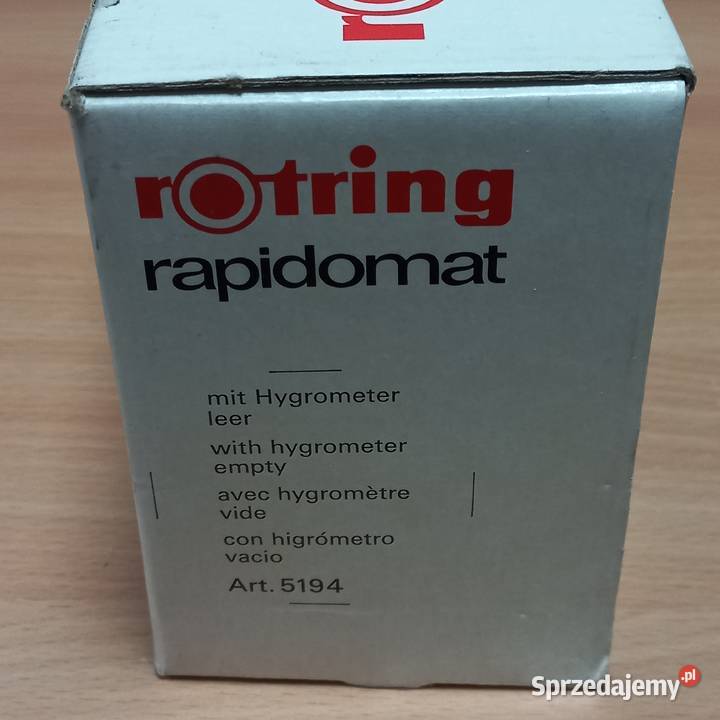 r
rotring
rapidomat
mit Hygrometer
leer
with hygrometer
empty
avec hygromètre
vide
con higrómetro
vacio
Art. 5194
Sprzedajemy.pl